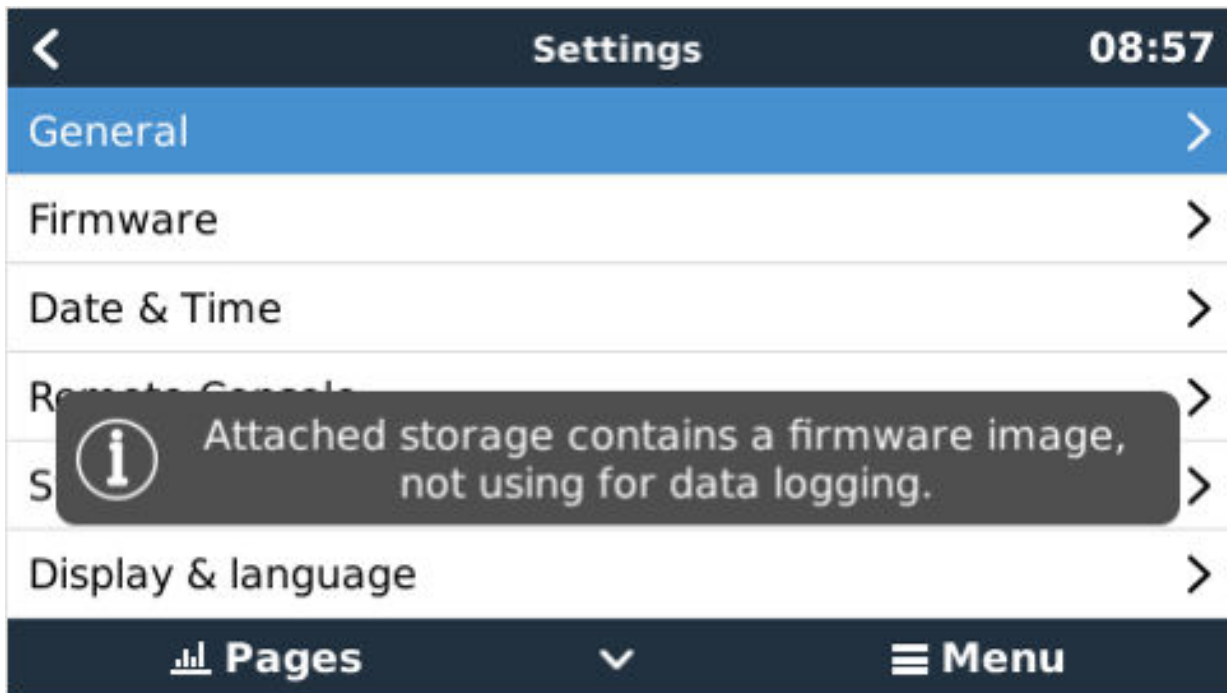 Settings 08:57
General
Firmware
Date & Time
Attached storage contains a firmware image,
not using for data logging.
Display & language
Pages Menu